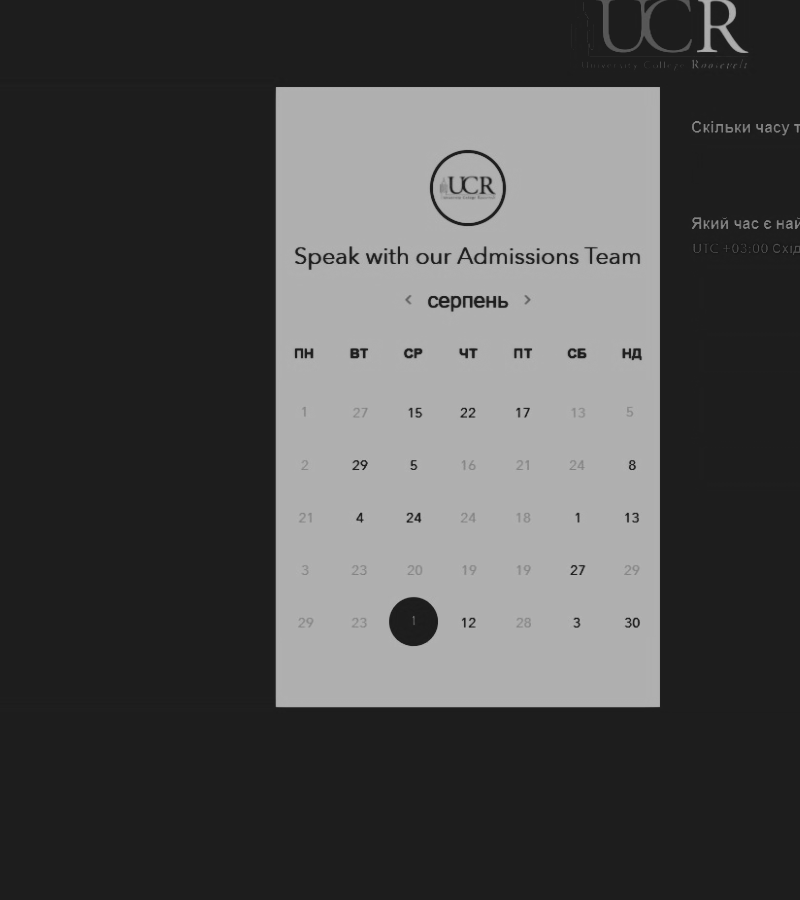 UCR
University College Roosevelt
Скільки часу т
UCR
Speak with our Admissions Team
Який час є най
UTC +03:00 Схід
< серпень >
ПН ВТ СР ЧТ ПТ СБ НД
1 27 15 22 17 13 5
2 29 5 16 21 24 8
21 4 24 24 18 1 13
3 23 20 19 19 27 29
29 23 1 12 28 3 30